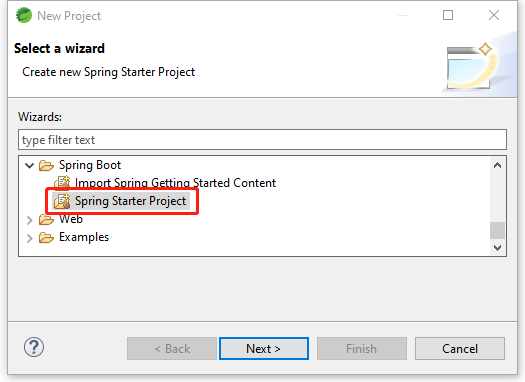 New Project
Select a wizard
Create new Spring Starter Project
Wizards:
type filter text
Spring Boot
Import Spring Getting Started Content
Spring Starter Project
Web
Examples
?
< Back
Next >
Finish
Cancel